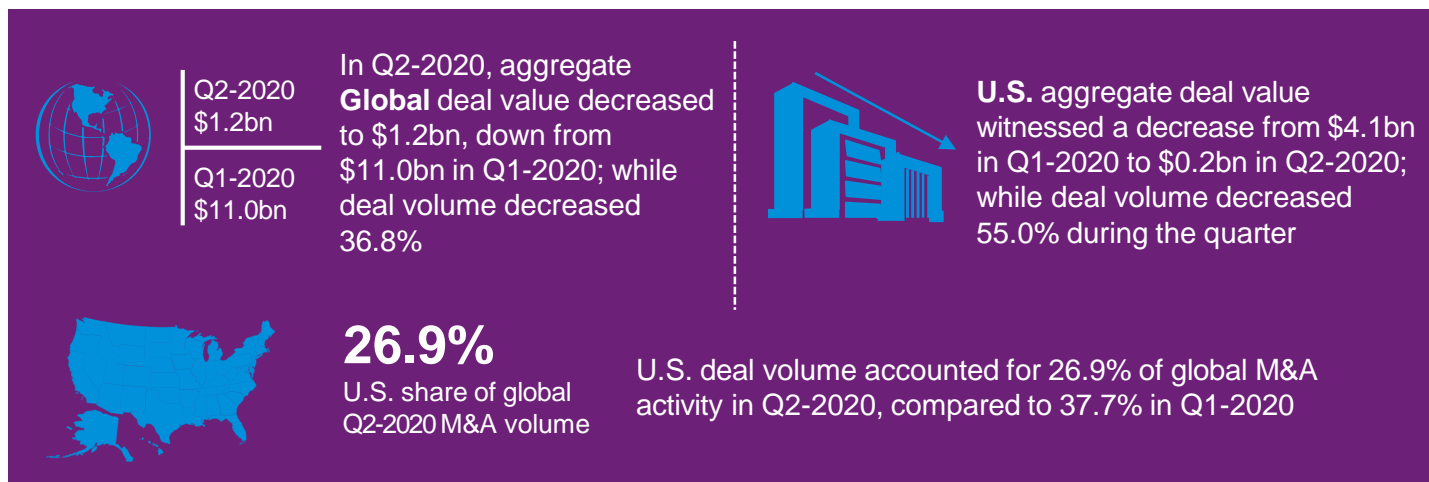 Q2-2020
$1.2bn
Q1-2020
$11.0bn
In Q2-2020, aggregate
Global deal value decreased
to $1.2bn, down from
$11.0bn in Q1-2020; while
deal volume decreased
36.8%
U.S. aggregate deal value
witnessed a decrease from $4.1bn
in Q1-2020 to $0.2bn in Q2-2020;
while deal volume decreased
55.0% during the quarter
26.9%
U.S. share of global
Q2-2020 M&A volume
U.S. deal volume accounted for 26.9% of global M&A
activity in Q2-2020, compared to 37.7% in Q1-2020